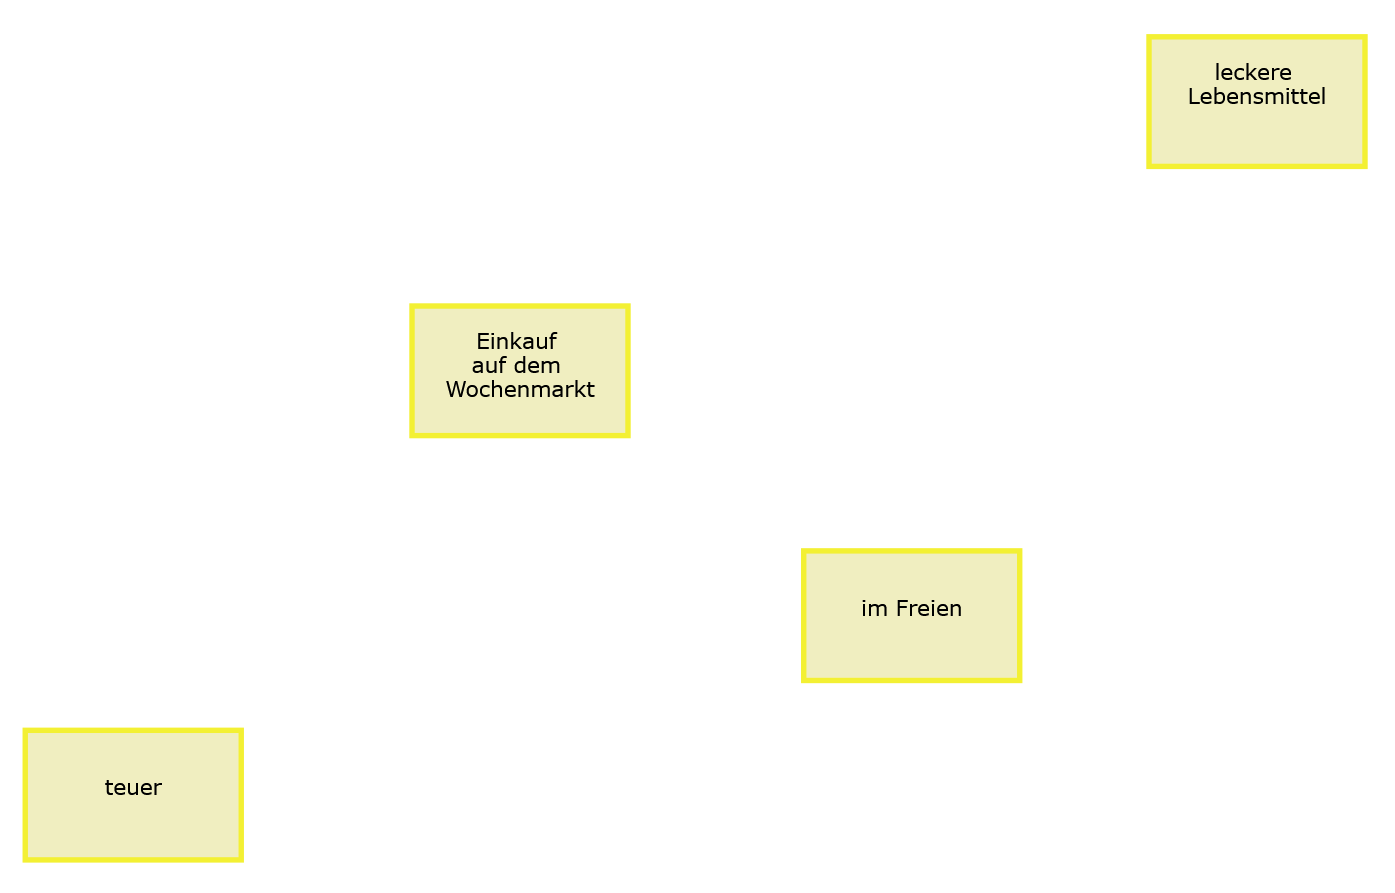 leckere
Lebensmittel
Einkauf
auf dem
Wochenmarkt
im Freien
teuer